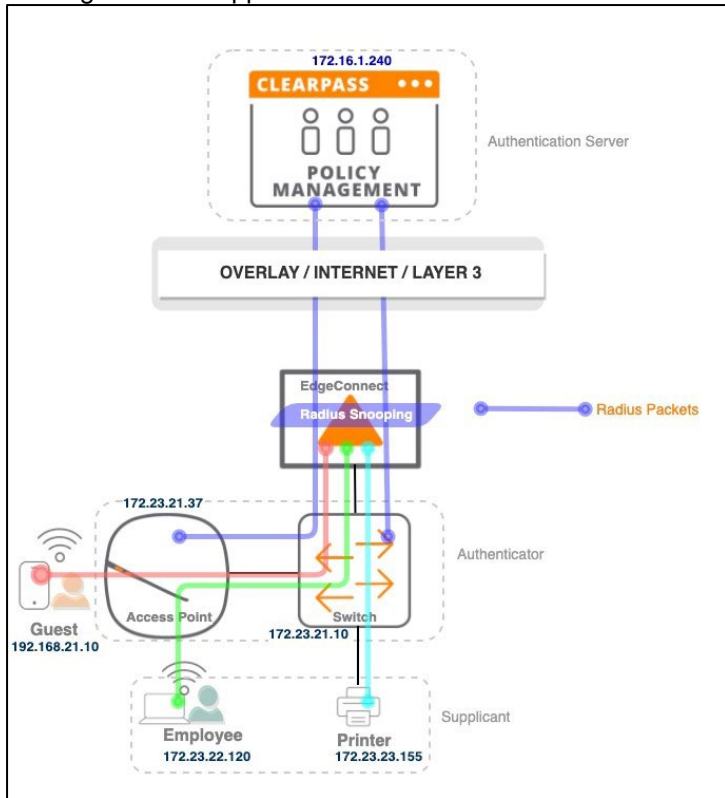 172.16.1.240
CLEARPASS
POLICY
MANAGEMENT
Authentication Server
OVERLAY / INTERNET / LAYER 3
EdgeConnect
Radius Snooping
Radius Packets
172.23.21.37
Authenticator
Access Point
Switch
172.23.21.10
Guest
192.168.21.10
Supplicant
Employee
172.23.22.120
Printer
172.23.23.155